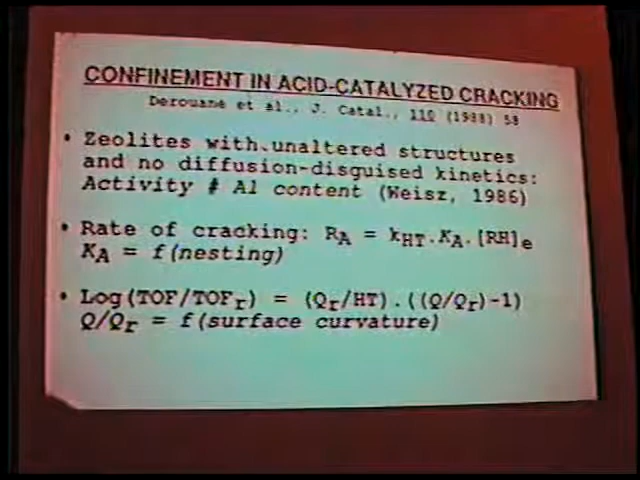 CONFINEMENT IN ACID-CATALYZED CRACKING
Derouane et al., J. Catal., 110 (1988) 58
• Zeolites with unaltered structures
and no diffusion-disguised kinetics:
Activity # Al content (Weisz, 1986)
• Rate of cracking: RA = kHT.KA.[RH]e
KA = f(nesting)
• Log(TOF/TOFr) = (Qr/HT).((Q/Qr)-1)
Q/Qr = f(surface curvature)